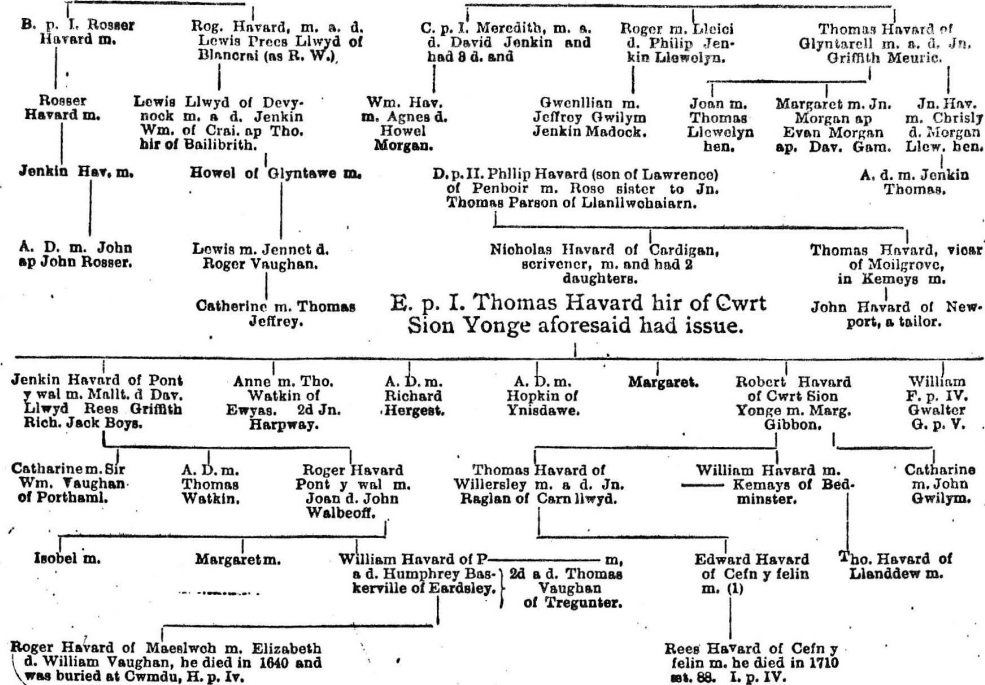 B. p. I. Rosser
Havard m.
Rog. Havard, m. a. d.
Lewis Prees Llwyd of
Blancrai (as R. W.)
C. p. I. Meredith, m. a.
d. David Jenkin and
had 8 d. and
Roger m. Lleici
d. Philip Jen-
kin Llewelyn.
Thomas Havard of
Glyntarell m. a. d. Jn.
Griffith Meuric.
Rosser
Havard m.
Lewis Llwyd of Devy-
nock m. a d. Jenkin
Wm. of Crai. ap Tho.
hir of Bailibrith.
Wm. Hav.
m. Agnes d.
Howel
Morgan.
Gwenllian m.
Jeffrey Gwilym
Jenkin Madock.
Joan m.
Thomas
Llewelyn
hen.
Margaret m. Jn.
Morgan ap
Evan Morgan
ap. Dav. Gam.
Jn. Hav.
m. Chrisly
d. Morgan
Llew. hen.
Jenkin Hav. m.
Howel of Glyntawe m.
D. p. II. Philip Havard (son of Lawrence)
of Penboir m. Rose sister to Jn.
Thomas Parson of Llanllwchaiarn.
A. d. m. Jenkin
Thomas.
A. D. m. John
ap John Rosser.
Lewis m. Jennet d.
Roger Vaughan.
Nicholas Havard of Cardigan,
scrivener, m. and had 2
daughters.
Thomas Havard, vicar
of Moilgrove,
in Kemeys m.
Catherine m. Thomas
Jeffrey.
E. p. I. Thomas Havard hir of Cwrt
Sion Yonge aforesaid had issue.
John Havard of New-
port, a tailor.
Jenkin Havard of Pont
y wal m. Mallt. d Dav.
Llwyd Rees Griffith
Rich. Jack Boys.
Anne m. Tho.
Watkin of
Ewyas. 2d Jn.
Harpway.
A. D. m.
Richard
Hergest.
A. D. m.
Hopkin of
Ynisdawe.
Margaret.
Robert Havard
of Cwrt Sion
Yonge m. Marg.
Gibbon.
William
F. p. IV.
Gwalter
G. p. V.
Catharine m. Sir
Wm. Vaughan
of Porthaml.
A. D. m.
Thomas
Watkin.
Roger Havard
Pont y wal m.
Joan d. John
Walbeoff.
Thomas Havard of
Willersley m. a d. Jn.
Raglan of Carn llwyd.
William Havard m.
—— Kemays of Bed-
minster.
Catharine
m. John
Gwilym.
Isobel m.
Margaret m.
William Havard of P——— m,
a d. Humphrey Bas-
kerville of Eardsley.
2d a d. Thomas
Vaughan
of Tregunter.
Edward Havard
of Cefn y felin
m. (1)
Tho. Havard of
Llanddew m.
Roger Havard of Maeslwch m. Elizabeth
d. William Vaughan, he died in 1640 and
was buried at Cwmdu, H. p. Iv.
Rees Havard of Cefn y
felin m. he died in 1710
æt. 88. I. p. IV.